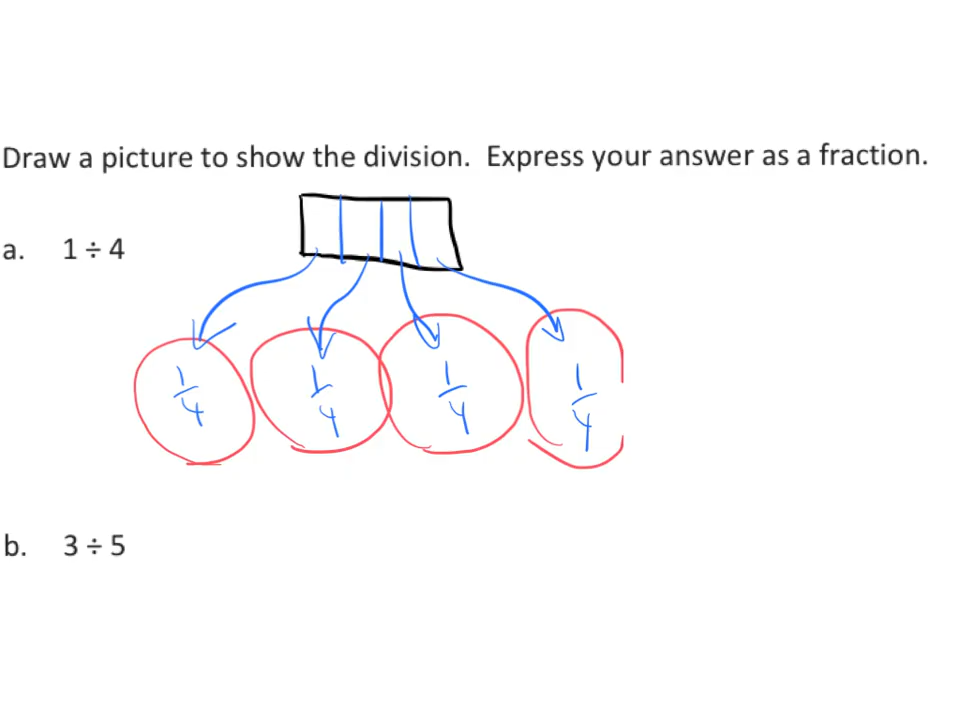 Draw a picture to show the division. Express your answer as a fraction.
a. 1 ÷ 4
1/4 1/4 1/4 1/4
b. 3 ÷ 5